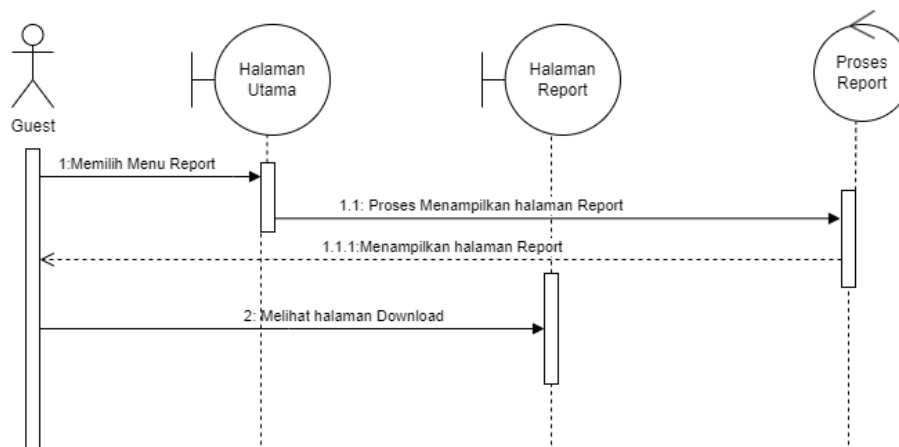 Halaman
Utama
Halaman
Report
Proses
Report
Guest
1:Memilih Menu Report
1.1: Proses Menampilkan halaman Report
1.1.1:Menampilkan halaman Report
2: Melihat halaman Download